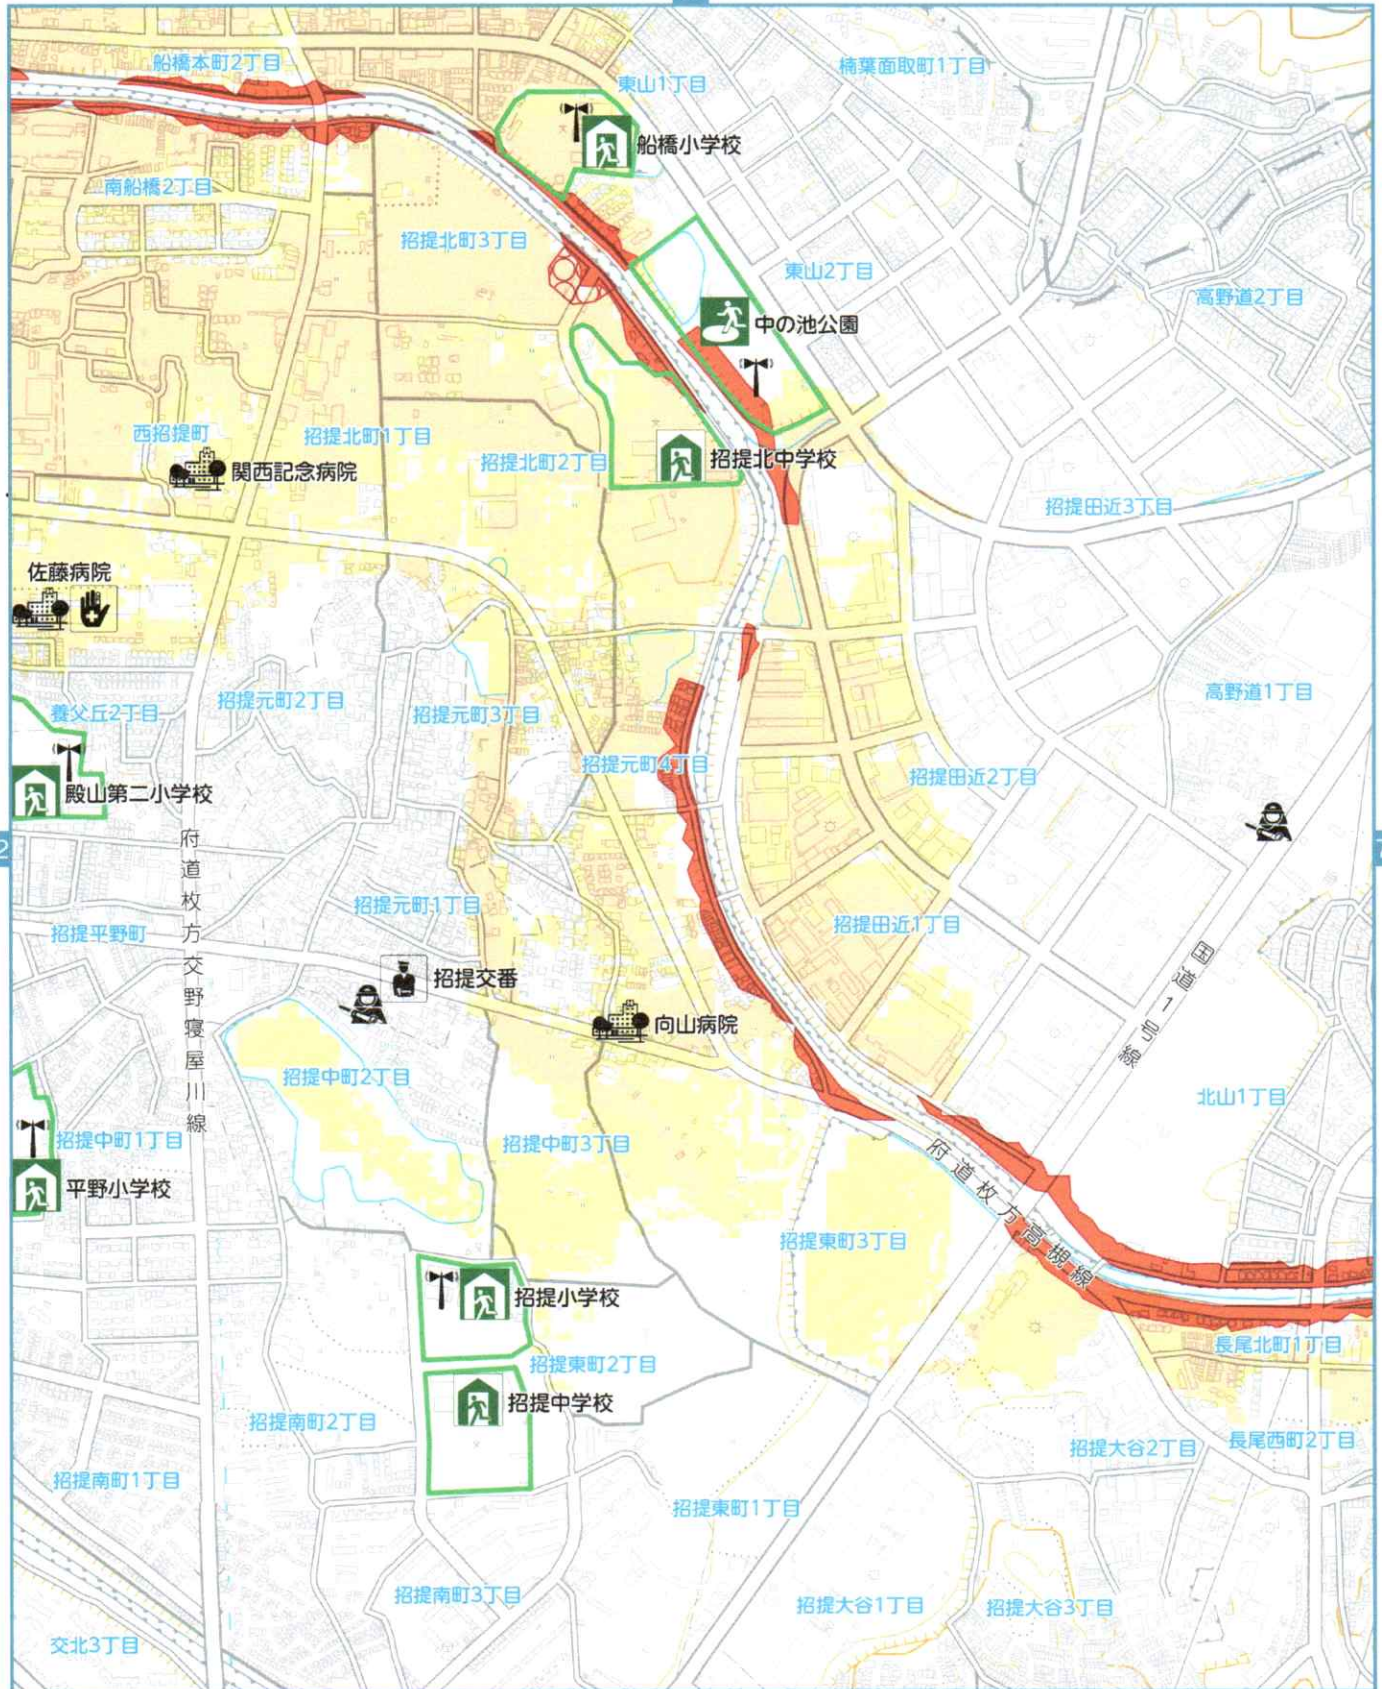 船橋本町2丁目
東山1丁目
楠葉面取町1丁目
船橋小学校
南船橋2丁目
招提北町3丁目
東山2丁目
高野道2丁目
中の池公園
西招提町
招提北町1丁目
招提北町2丁目
招提北中学校
関西記念病院
招提田近3丁目
佐藤病院
高野道1丁目
養父丘2丁目
招提元町2丁目
招提元町3丁目
招提元町4丁目
招提田近2丁目
殿山第二小学校
府道枚方交野寝屋川線
2
7
招提元町1丁目
招提田近1丁目
招提平野町
招提交番
国道1号線
向山病院
招提中町2丁目
北山1丁目
招提中町1丁目
招提中町3丁目
府道枚方高槻線
平野小学校
招提東町3丁目
招提小学校
長尾北町1丁目
招提東町2丁目
招提中学校
招提南町2丁目
招提大谷2丁目
長尾西町2丁目
招提南町1丁目
招提東町1丁目
招提南町3丁目
招提大谷1丁目
招提大谷3丁目
交北3丁目